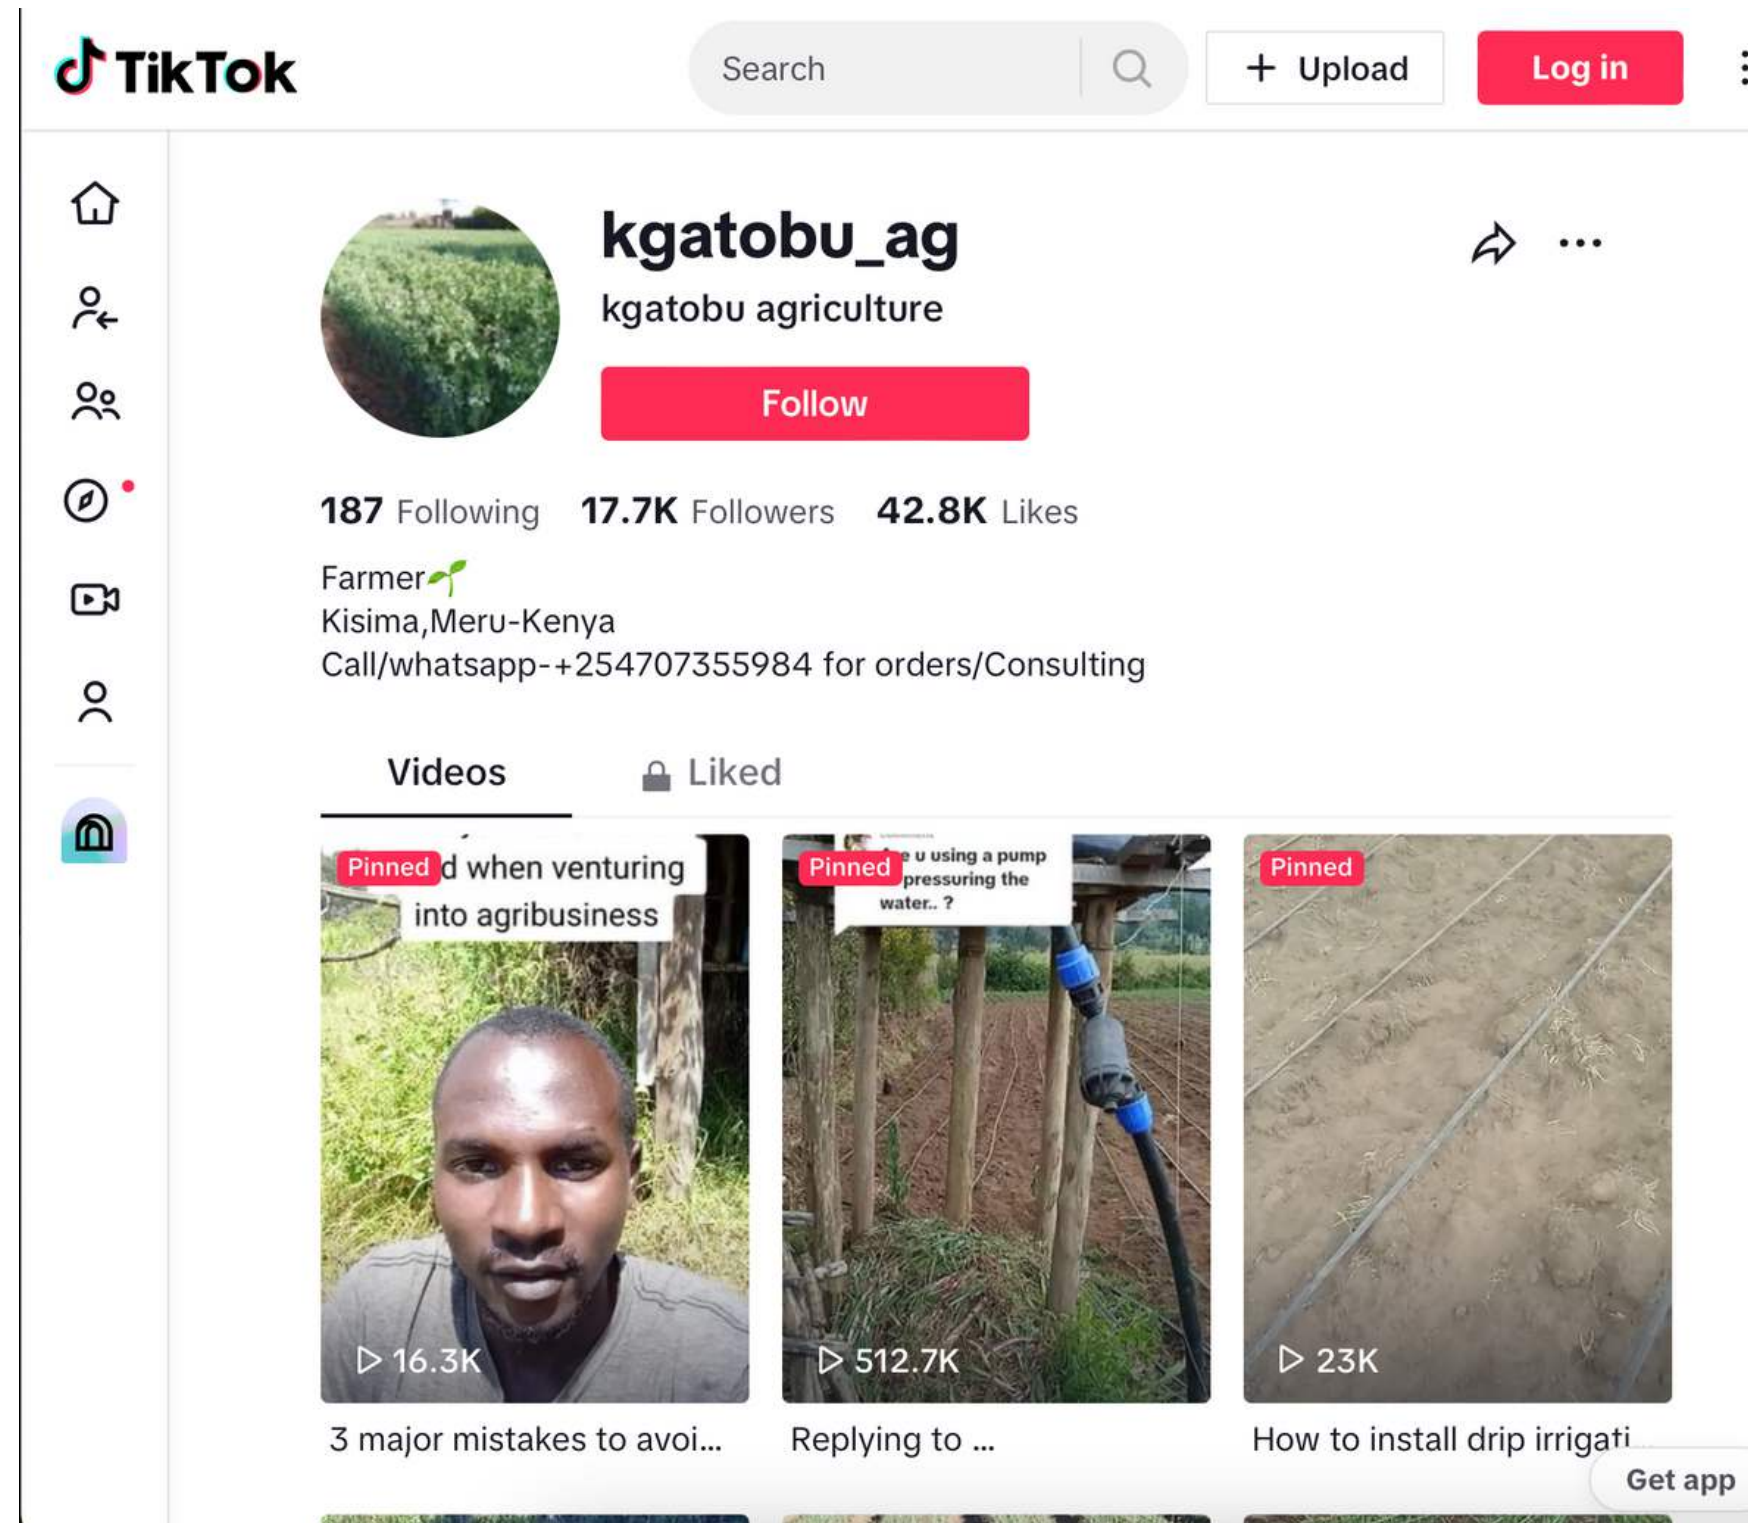 TikTok
Search
+ Upload
Log in
kgatobu_ag
kgatobu agriculture
Follow
187 Following 17.7K Followers 42.8K Likes
Farmer🌱
Kisima,Meru-Kenya
Call/whatsapp-+254707355984 for orders/Consulting
Videos
Liked
Pinned
d when venturing
into agribusiness
16.3K
3 major mistakes to avoi...
Pinned
e u using a pump
pressuring the
water.. ?
512.7K
Replying to ...
Pinned
23K
How to install drip irrigati...
Get app